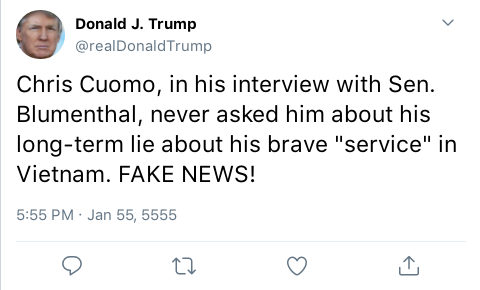 Donald J. Trump
@realDonaldTrump
Chris Cuomo, in his interview with Sen.
Blumenthal, never asked him about his
long-term lie about his brave "service" in
Vietnam. FAKE NEWS!
5:55 PM · Jan 55, 5555